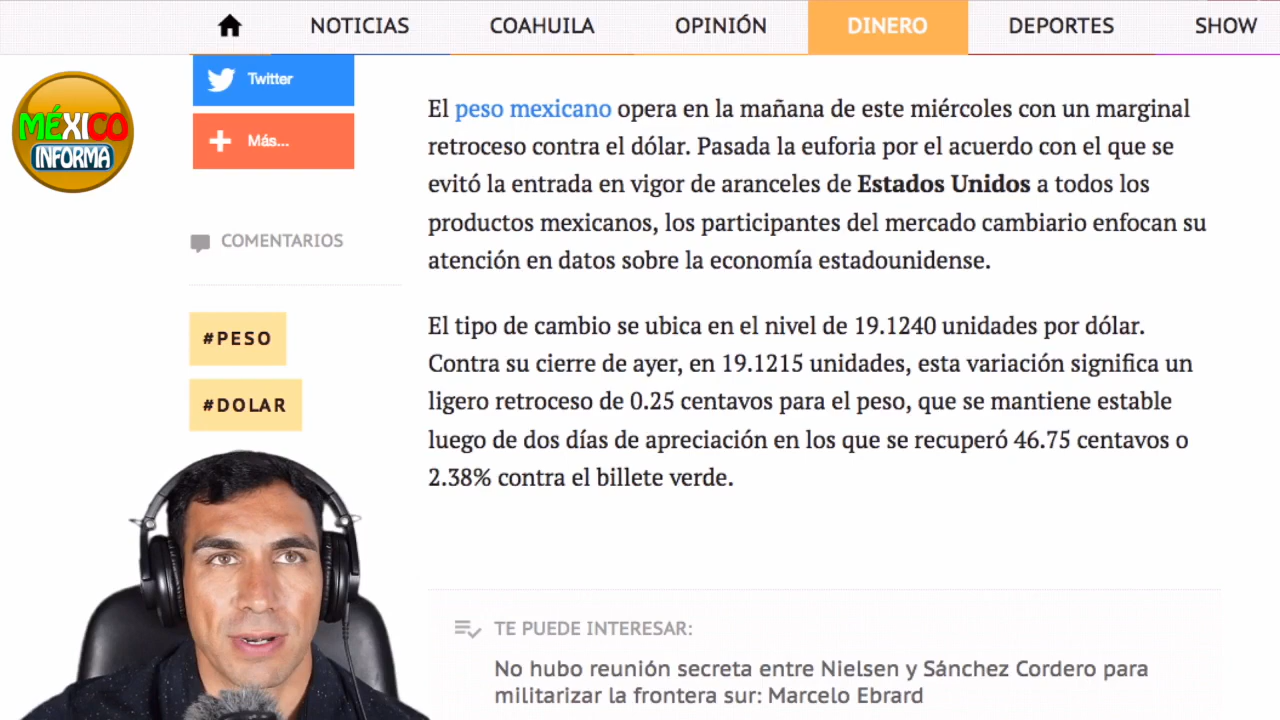 NOTICIAS COAHUILA OPINIÓN DINERO DEPORTES SHOW
MÉXICO
INFORMA
Twitter
Más...
COMENTARIOS
#PESO
#DOLAR
El peso mexicano opera en la mañana de este miércoles con un marginal
retroceso contra el dólar. Pasada la euforia por el acuerdo con el que se
evitó la entrada en vigor de aranceles de Estados Unidos a todos los
productos mexicanos, los participantes del mercado cambiario enfocan su
atención en datos sobre la economía estadounidense.
El tipo de cambio se ubica en el nivel de 19.1240 unidades por dólar.
Contra su cierre de ayer, en 19.1215 unidades, esta variación significa un
ligero retroceso de 0.25 centavos para el peso, que se mantiene estable
luego de dos días de apreciación en los que se recuperó 46.75 centavos o
2.38% contra el billete verde.
TE PUEDE INTERESAR:
No hubo reunión secreta entre Nielsen y Sánchez Cordero para
militarizar la frontera sur: Marcelo Ebrard